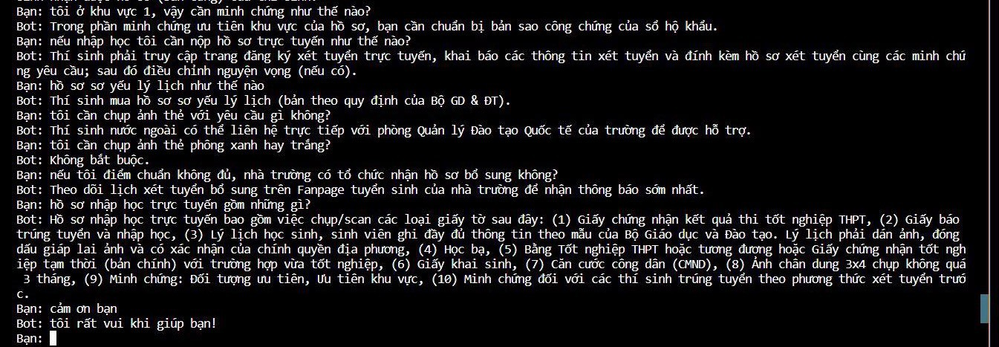 Bạn: tôi ở khu vực 1, vậy cần minh chứng như thế nào?
Bot: Trong phần minh chứng ưu tiên khu vực của hồ sơ, bạn cần chuẩn bị bản sao công chứng của sổ hộ khẩu.
Bạn: nếu nhập học tôi cần nộp hồ sơ trực tuyến như thế nào?
Bot: Thí sinh phải truy cập trang đăng ký xét tuyển trực tuyến, khai báo các thông tin xét tuyển và đính kèm hồ sơ xét tuyển cùng các minh chứ
ng yêu cầu; sau đó điều chỉnh nguyện vọng (nếu có).
Bạn: hồ sơ sơ yếu lý lịch như thế nào
Bot: Thí sinh mua hồ sơ sơ yếu lý lịch (bản theo quy định của Bộ GD & ĐT).
Bạn: tôi cần chụp ảnh thẻ với yêu cầu gì không?
Bot: Thí sinh nước ngoài có thể liên hệ trực tiếp với phòng Quản lý Đào tạo Quốc tế của trường để được hỗ trợ.
Bạn: tôi cần chụp ảnh thẻ phông xanh hay trắng?
Bot: Không bắt buộc.
Bạn: nếu tôi điểm chuẩn không đủ, nhà trường có tổ chức nhận hồ sơ bổ sung không?
Bot: Theo dõi lịch xét tuyển bổ sung trên Fanpage tuyển sinh của nhà trường để nhận thông báo sớm nhất.
Bạn: hồ sơ nhập học trực tuyến gồm những gì?
Bot: Hồ sơ nhập học trực tuyến bao gồm việc chụp/scan các loại giấy tờ sau đây: (1) Giấy chứng nhận kết quả thi tốt nghiệp THPT, (2) Giấy báo
trúng tuyển và nhập học, (3) Lý lịch học sinh, sinh viên ghi đầy đủ thông tin theo mẫu của Bộ Giáo dục và Đào tạo. Lý lịch phải dán ảnh, đóng
dấu giáp lai ảnh và có xác nhận của chính quyền địa phương, (4) Học bạ, (5) Bằng Tốt nghiệp THPT hoặc tương đương hoặc Giấy chứng nhận tốt ngh
iệp tạm thời (bản chính) với trường hợp vừa tốt nghiệp, (6) Giấy khai sinh, (7) Căn cước công dân (CMND), (8) Ảnh chân dung 3x4 chụp không quá
3 tháng, (9) Minh chứng: Đối tượng ưu tiên, Ưu tiên khu vực, (10) Minh chứng đối với các thí sinh trúng tuyển theo phương thức xét tuyển trướ
c.
Bạn: cảm ơn bạn
Bot: tôi rất vui khi giúp bạn!
Bạn: